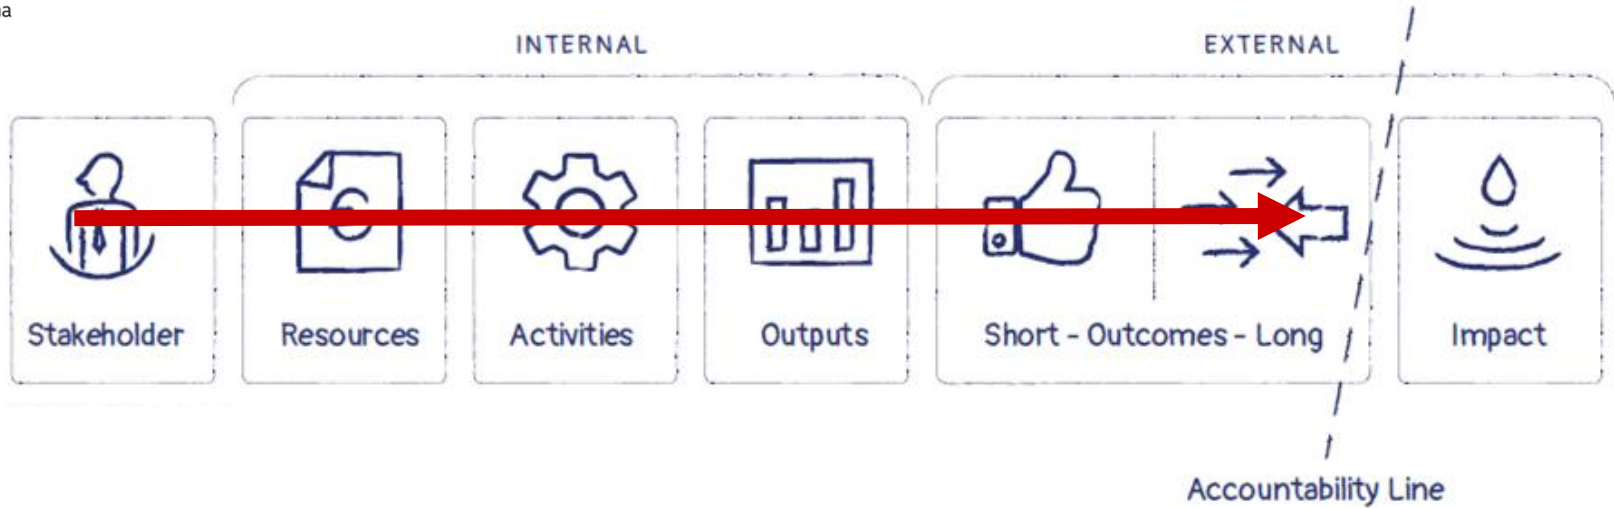 INTERNAL
EXTERNAL
Stakeholder
Resources
Activities
Outputs
Short - Outcomes - Long
Impact
Accountability Line